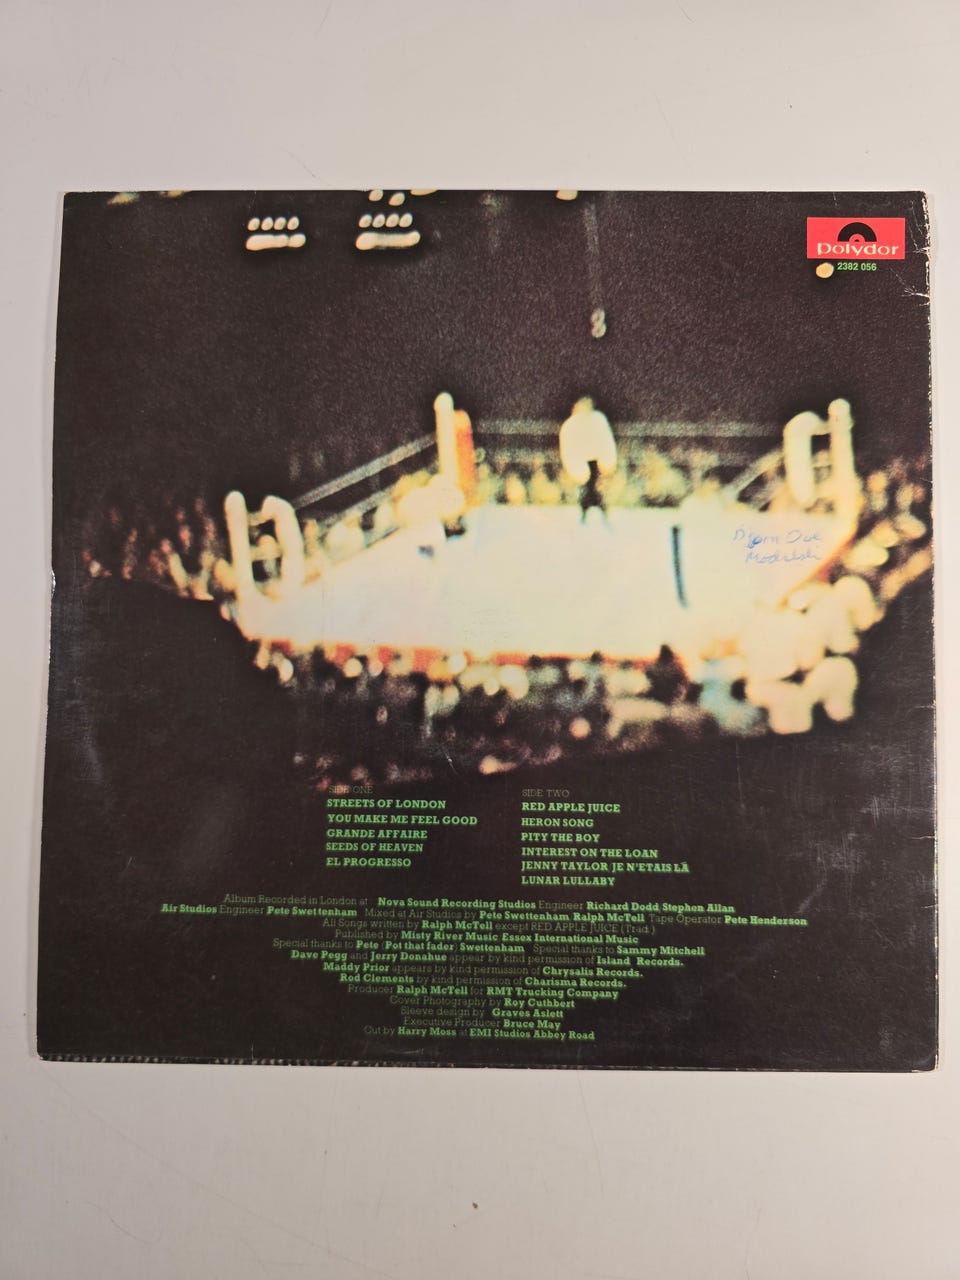 polydor
2382 056
SIDE ONE
STREETS OF LONDON
YOU MAKE ME FEEL GOOD
GRANDE AFFAIRE
SEEDS OF HEAVEN
EL PROGRESSO
SIDE TWO
RED APPLE JUICE
HERON SONG
PITY THE BOY
INTEREST ON THE LOAN
JENNY TAYLOR JE N'ETAIS LÀ
LUNAR LULLABY
Album Recorded in London at Nova Sound Recording Studios Engineer Richard Dodd, Stephen Allan
Air Studios Engineer Pete Swettenham Mixed at Air Studios by Pete Swettenham, Ralph McTell Tape Operator Pete Henderson
All Songs written by Ralph McTell except RED APPLE JUICE (Trad.)
Published by Misty River Music Essex International Music
Special thanks to Pete (Pot that fader) Swettenham Special thanks to Sammy Mitchell
Dave Pegg and Jerry Donahue appear by kind permission of Island Records.
Maddy Prior appears by kind permission of Chrysalis Records.
Rod Clements by kind permission of Charisma Records.
Producer Ralph McTell for RMT Trucking Company
Cover Photography by Roy Cuthbert
Sleeve design by Graves Aslett
Executive Producer Bruce May
Cut by Harry Moss at EMI Studios Abbey Road